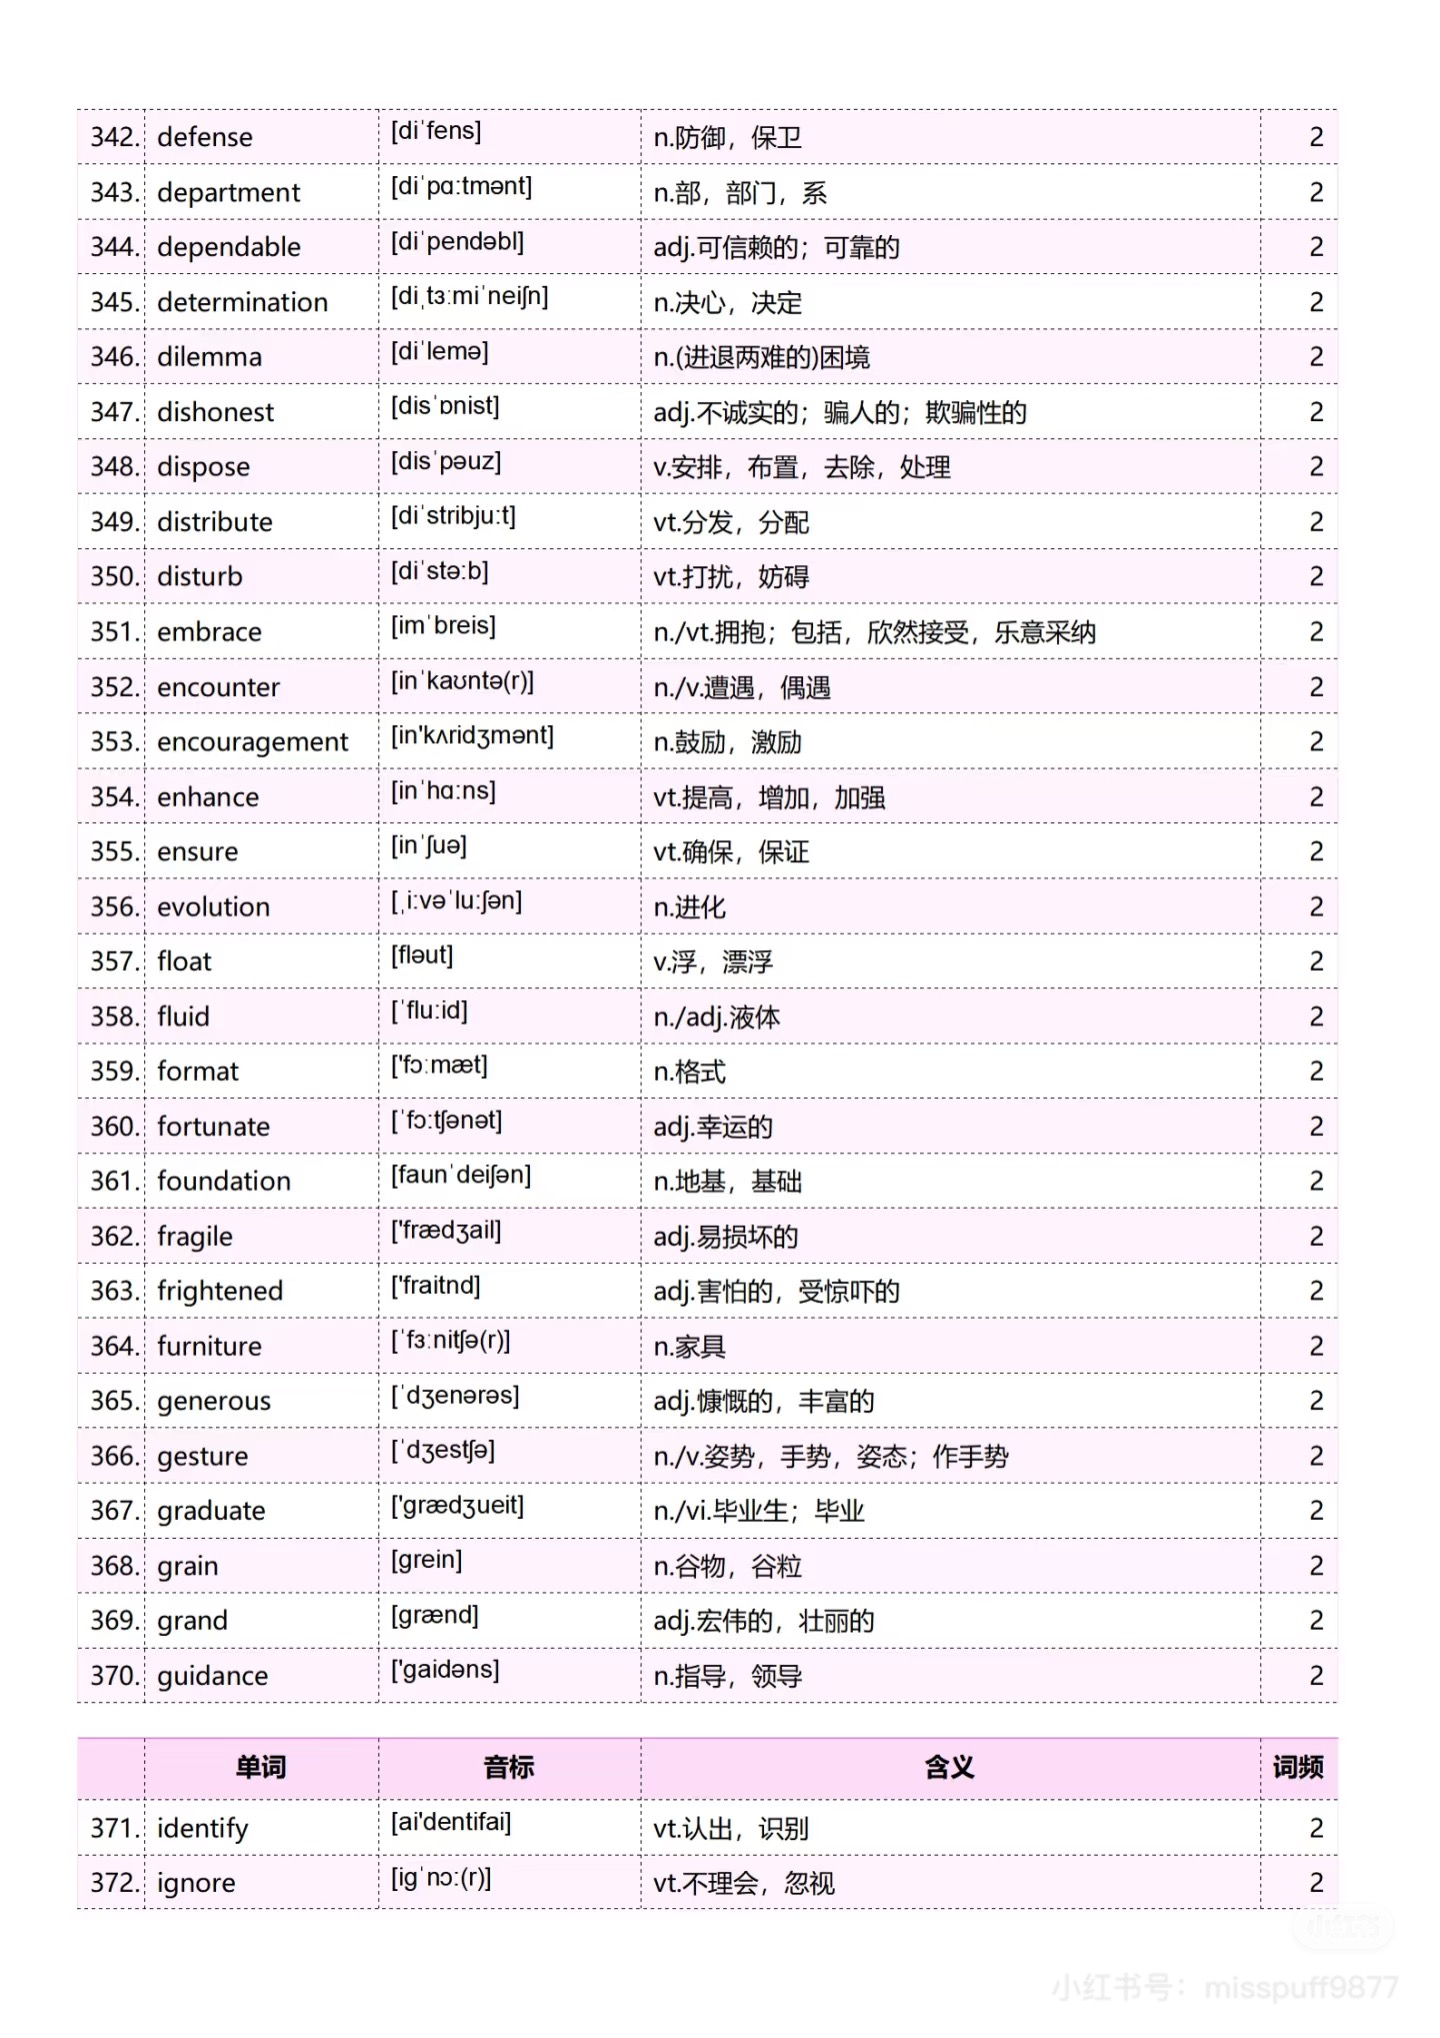 342. defense [diˈfens] n.防御，保卫 2
343. department [diˈpɑ:tmənt] n.部，部门，系 2
344. dependable [diˈpendəbl] adj.可信赖的；可靠的 2
345. determination [diˌtɜːmiˈneiʃn] n.决心，决定 2
346. dilemma [diˈlemə] n.(进退两难的)困境 2
347. dishonest [disˈɒnist] adj.不诚实的；骗人的；欺骗性的 2
348. dispose [disˈpəuz] v.安排，布置，去除，处理 2
349. distribute [diˈstribju:t] vt.分发，分配 2
350. disturb [diˈstə:b] vt.打扰，妨碍 2
351. embrace [imˈbreis] n./vt.拥抱；包括，欣然接受，乐意采纳 2
352. encounter [inˈkaʊntə(r)] n./v.遭遇，偶遇 2
353. encouragement [in'kʌridʒmənt] n.鼓励，激励 2
354. enhance [inˈhɑ:ns] vt.提高，增加，加强 2
355. ensure [inˈʃuə] vt.确保，保证 2
356. evolution [ˌi:vəˈlu:ʃən] n.进化 2
357. float [fləut] v.浮，漂浮 2
358. fluid [ˈflu:id] n./adj.液体 2
359. format ['fɔːmæt] n.格式 2
360. fortunate [ˈfɔ:tʃənət] adj.幸运的 2
361. foundation [faunˈdeiʃən] n.地基，基础 2
362. fragile ['frædʒail] adj.易损坏的 2
363. frightened ['fraitnd] adj.害怕的，受惊吓的 2
364. furniture [ˈfɜːnitʃə(r)] n.家具 2
365. generous [ˈdʒenərəs] adj.慷慨的，丰富的 2
366. gesture [ˈdʒestʃə] n./v.姿势，手势，姿态；作手势 2
367. graduate ['grædʒueit] n./vi.毕业生；毕业 2
368. grain [grein] n.谷物，谷粒 2
369. grand [grænd] adj.宏伟的，壮丽的 2
370. guidance ['gaidəns] n.指导，领导 2
单词 音标 含义 词频
371. identify [ai'dentifai] vt.认出，识别 2
372. ignore [igˈnɔ:(r)] vt.不理会，忽视 2
小红书
小红书号：misspuff9877